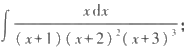 ∫ x dx / ( x + 1 ) ( x + 2 )² ( x + 3 )³ ;